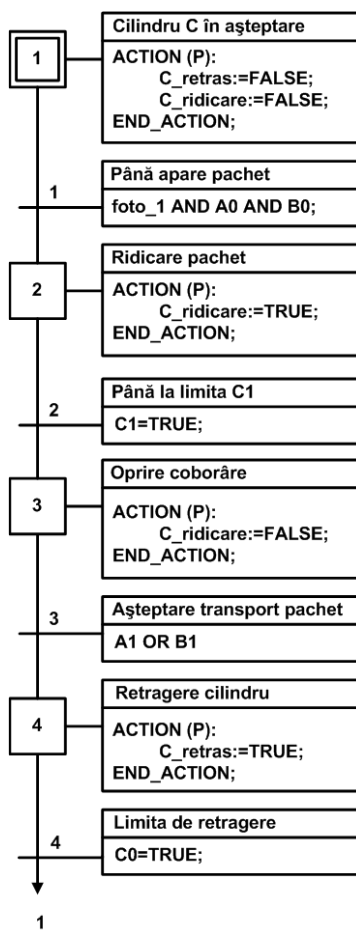 Cilindru C în aşteptare
1
ACTION (P):
C_retras:=FALSE;
C_ridicare:=FALSE;
END_ACTION;
1
Până apare pachet
foto_1 AND A0 AND B0;
Ridicare pachet
2
ACTION (P):
C_ridicare:=TRUE;
END_ACTION;
2
Până la limita C1
C1=TRUE;
Oprire coborâre
3
ACTION (P):
C_ridicare:=FALSE;
END_ACTION;
3
Aşteptare transport pachet
A1 OR B1
Retragere cilindru
4
ACTION (P):
C_retras:=TRUE;
END_ACTION;
4
Limita de retragere
C0=TRUE;
1